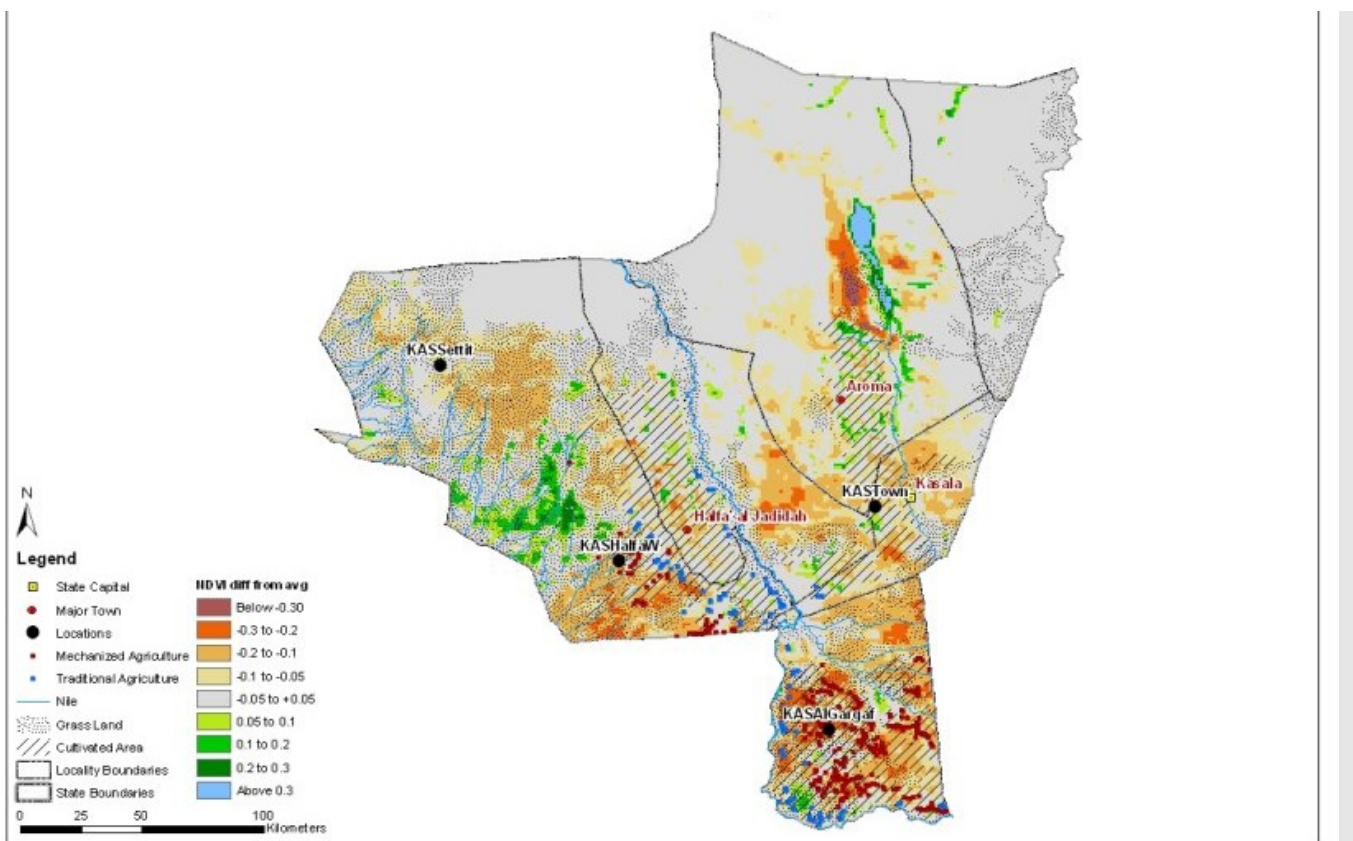 KASSettit
Aroma
Kasala
KASTown
Halfa' al Jadidah
KASHalfaW
KASAlGargaf
N
Legend
State Capital
Major Town
Locations
Mechanized Agriculture
Traditional Agriculture
Nile
Grass Land
Cultivated Area
Locality Boundaries
State Boundaries
NDVI diff from avg
Below -0.30
-0.3 to -0.2
-0.2 to -0.1
-0.1 to -0.05
-0.05 to +0.05
0.05 to 0.1
0.1 to 0.2
0.2 to 0.3
Above 0.3
0 25 50 100
Kilometers